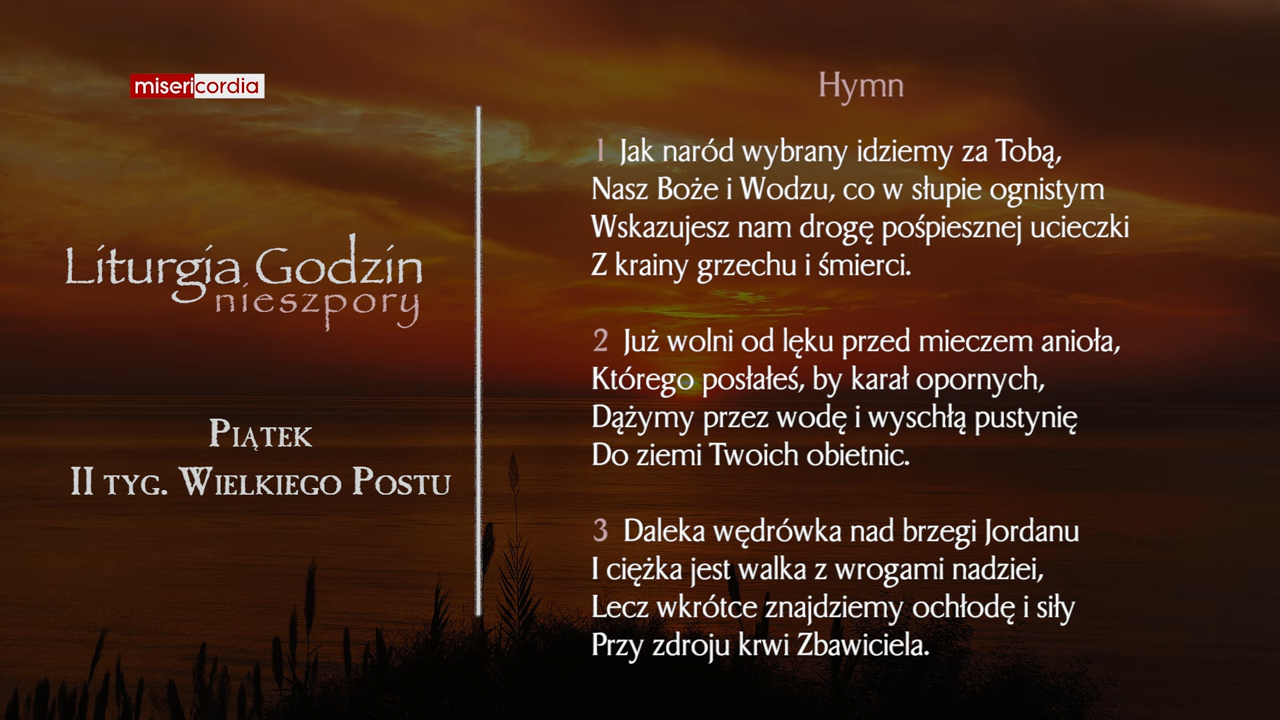 misericordia
Liturgia Godzin
nieszpory
Piątek
II tyg. Wielkiego Postu
Hymn
1 Jak naród wybrany idziemy za Tobą,
Nasz Boże i Wodzu, co w słupie ognistym
Wskazujesz nam drogę pośpiesznej ucieczki
Z krainy grzechu i śmierci.
2 Już wolni od lęku przed mieczem anioła,
Którego posłałeś, by karał opornych,
Dążymy przez wodę i wyschłą pustynię
Do ziemi Twoich obietnic.
3 Daleka wędrówka nad brzegi Jordanu
I ciężka jest walka z wrogami nadziei,
Lecz wkrótce znajdziemy ochłodę i siły
Przy zdroju krwi Zbawiciela.